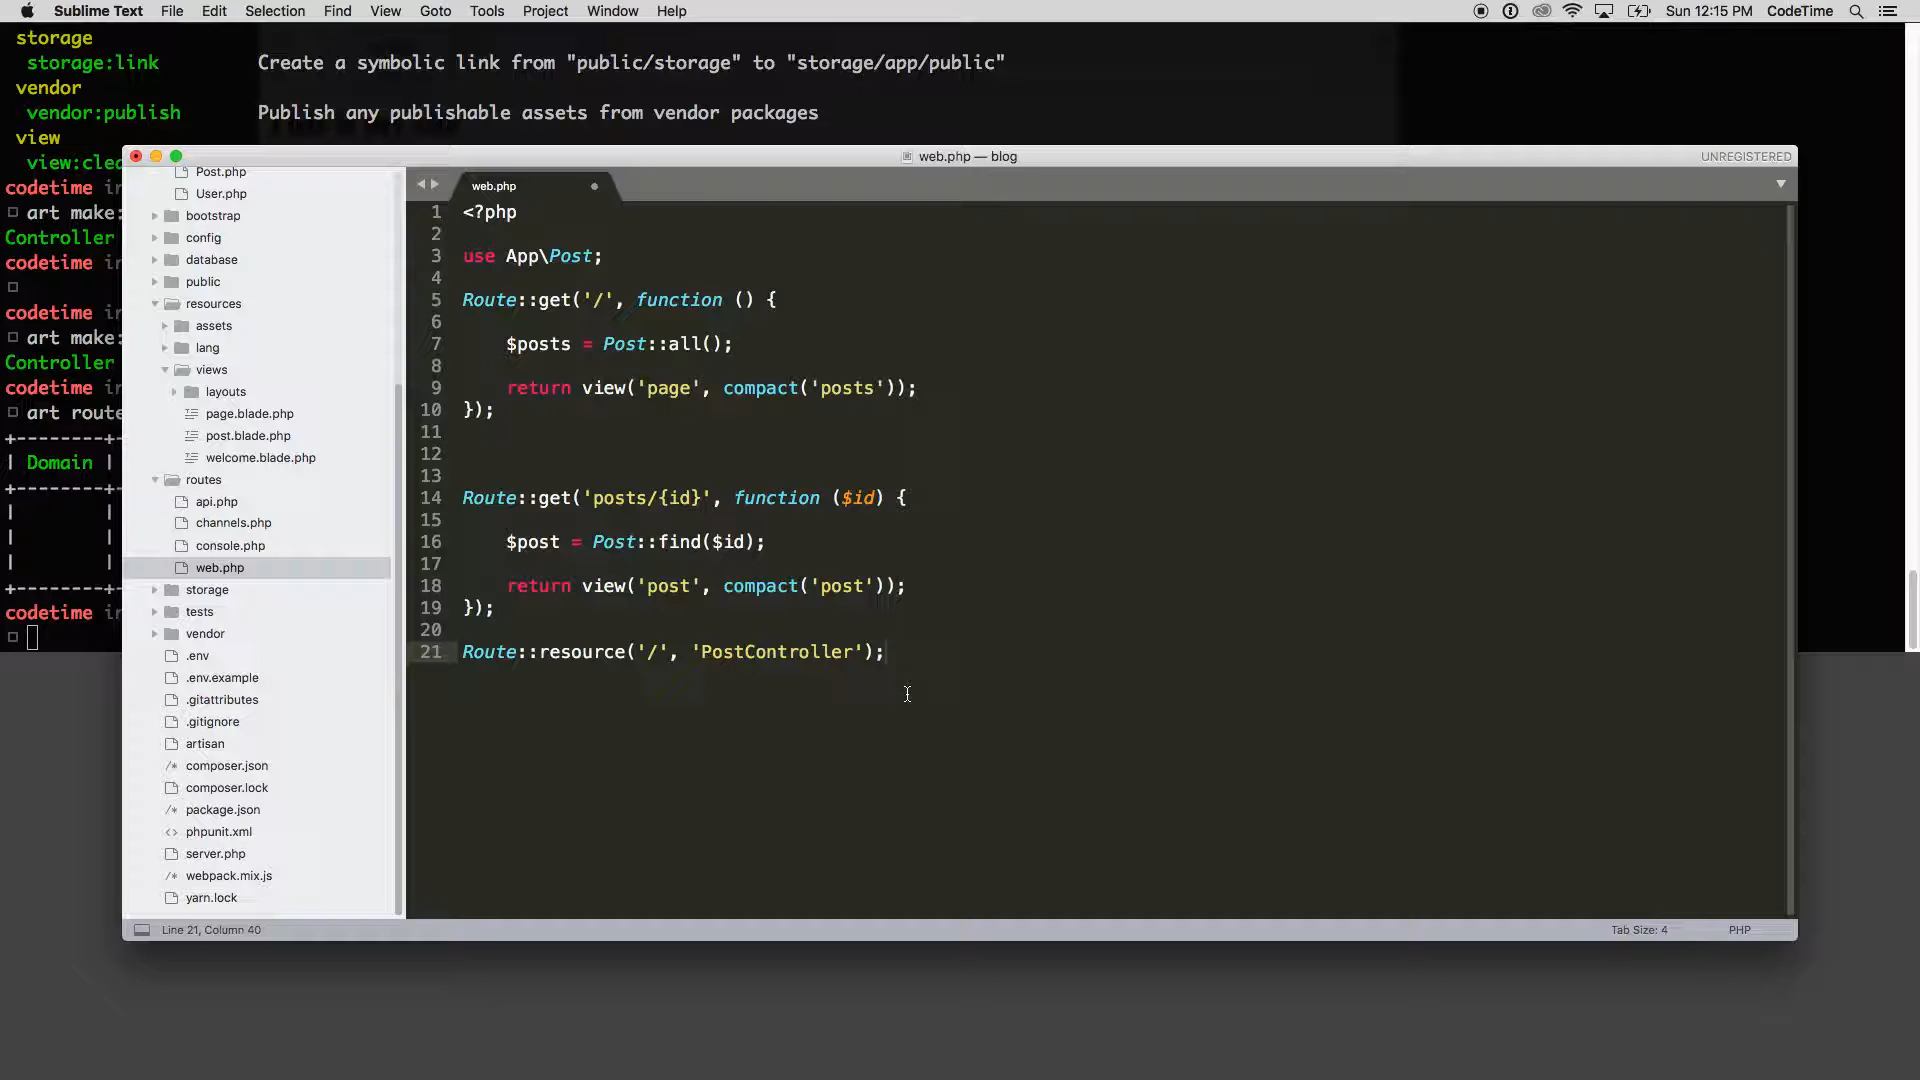 Sublime Text File Edit Selection Find View Goto Tools Project Window Help Sun 12:15 PM CodeTime
storage
storage:link Create a symbolic link from "public/storage" to "storage/app/public"
vendor
vendor:publish Publish any publishable assets from vendor packages
view
view:clea
codetime in
art make:
Controller
codetime in
codetime in
art make:
Controller
codetime in
art route
| Domain |
codetime in
web.php — blog
UNREGISTERED
Post.php
User.php
bootstrap
config
database
public
resources
assets
lang
views
layouts
page.blade.php
post.blade.php
welcome.blade.php
routes
api.php
channels.php
console.php
web.php
storage
tests
vendor
.env
.env.example
.gitattributes
.gitignore
artisan
composer.json
composer.lock
package.json
phpunit.xml
server.php
webpack.mix.js
yarn.lock
web.php
1 <?php
2
3 use App\Post;
4
5 Route::get('/', function () {
6
7 $posts = Post::all();
8
9 return view('page', compact('posts'));
10 });
11
12
13
14 Route::get('posts/{id}', function ($id) {
15
16 $post = Post::find($id);
17
18 return view('post', compact('post'));
19 });
20
21 Route::resource('/', 'PostController');
Line 21, Column 40
Tab Size: 4
PHP